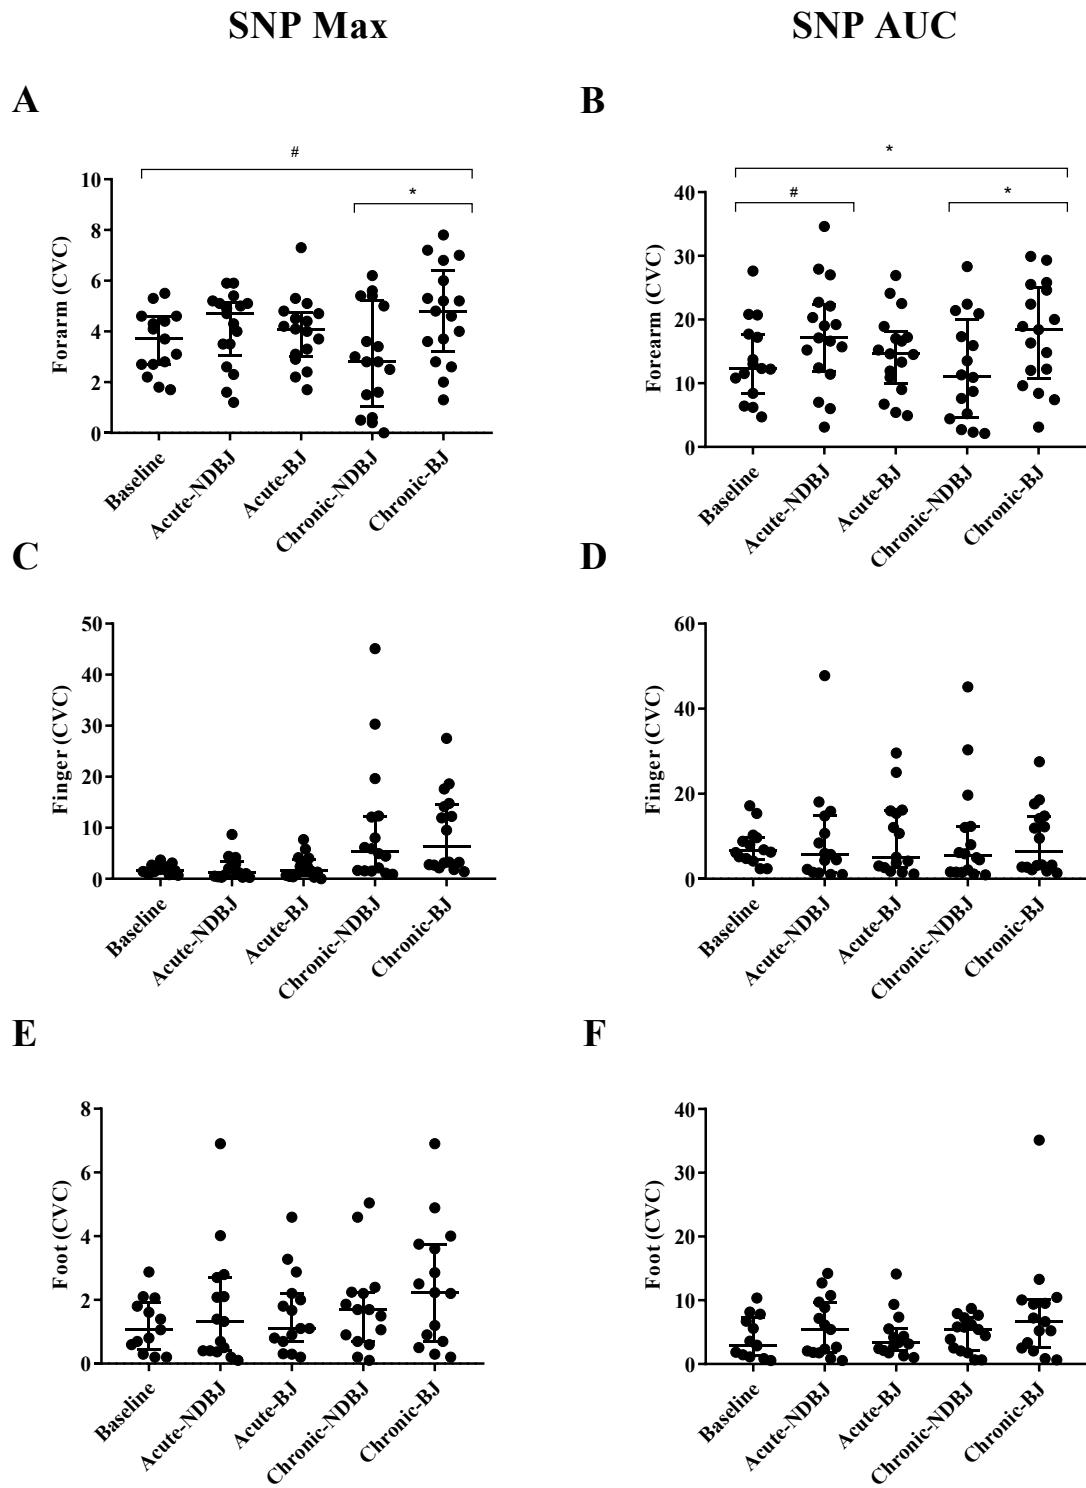 SNP Max
SNP AUC
A
#
*
10
8
6
4
2
0
Forarm (CVC)
Baseline
Acute-NDBJ
Acute-BJ
Chronic-NDBJ
Chronic-BJ
B
*
#
*
40
30
20
10
0
Forearm (CVC)
Baseline
Acute-NDBJ
Acute-BJ
Chronic-NDBJ
Chronic-BJ
C
50
40
30
20
10
0
Finger (CVC)
Baseline
Acute-NDBJ
Acute-BJ
Chronic-NDBJ
Chronic-BJ
D
60
40
20
0
Finger (CVC)
Baseline
Acute-NDBJ
Acute-BJ
Chronic-NDBJ
Chronic-BJ
E
8
6
4
2
0
Foot (CVC)
Baseline
Acute-NDBJ
Acute-BJ
Chronic-NDBJ
Chronic-BJ
F
40
30
20
10
0
Foot (CVC)
Baseline
Acute-NDBJ
Acute-BJ
Chronic-NDBJ
Chronic-BJ